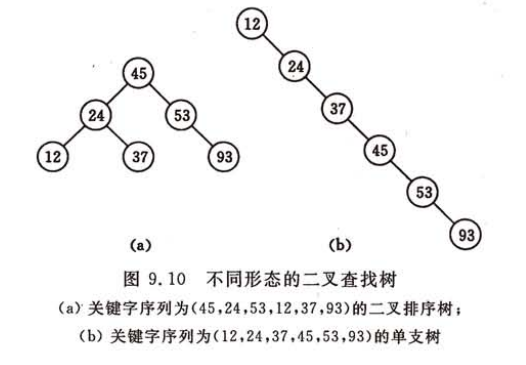 12
24
45
37
24
53
45
12
37
93
53
93
(a)
(b)
图 9.10 不同形态的二叉查找树
(a) 关键字序列为(45,24,53,12,37,93)的二叉排序树;
(b) 关键字序列为(12,24,37,45,53,93)的单支树